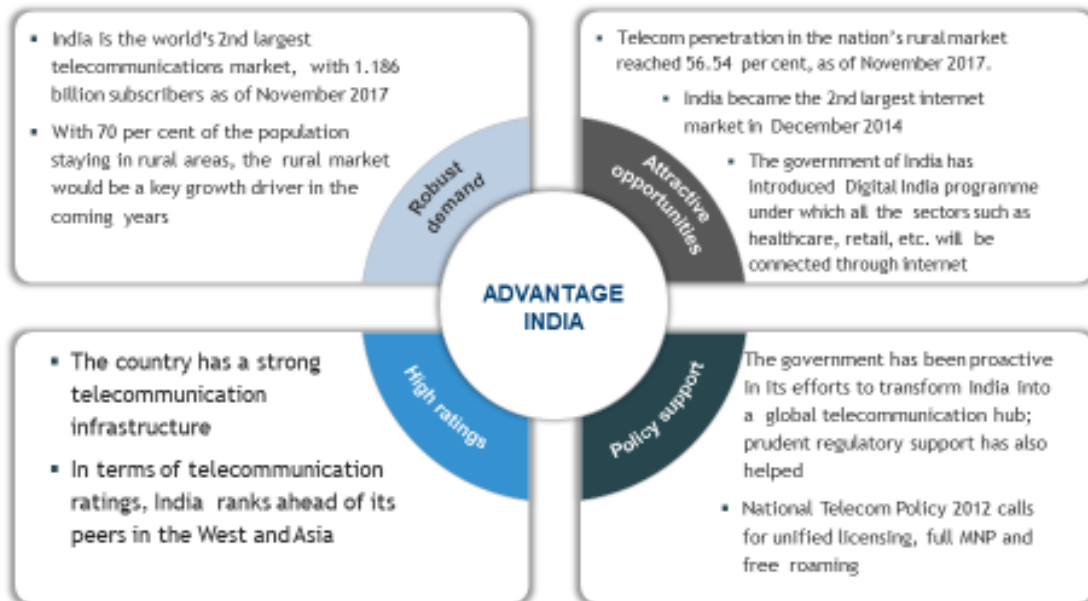 India is the world's 2nd largest
telecommunications market, with 1.186
billion subscribers as of November 2017
With 70 per cent of the population
staying in rural areas, the rural market
would be a key growth driver in the
coming years
Robust
demand
Telecom penetration in the nation's rural market
reached 56.54 per cent, as of November 2017.
India became the 2nd largest internet
market in December 2014
The government of India has
introduced Digital India programme
under which all the sectors such as
healthcare, retail, etc. will be
connected through internet
Attractive
opportunities
ADVANTAGE
INDIA
The country has a strong
telecommunication
infrastructure
In terms of telecommunication
ratings, India ranks ahead of its
peers in the West and Asia
High ratings
Policy support
The government has been proactive
in its efforts to transform India into
a global telecommunication hub;
prudent regulatory support has also
helped
National Telecom Policy 2012 calls
for unified licensing, full MNP and
free roaming